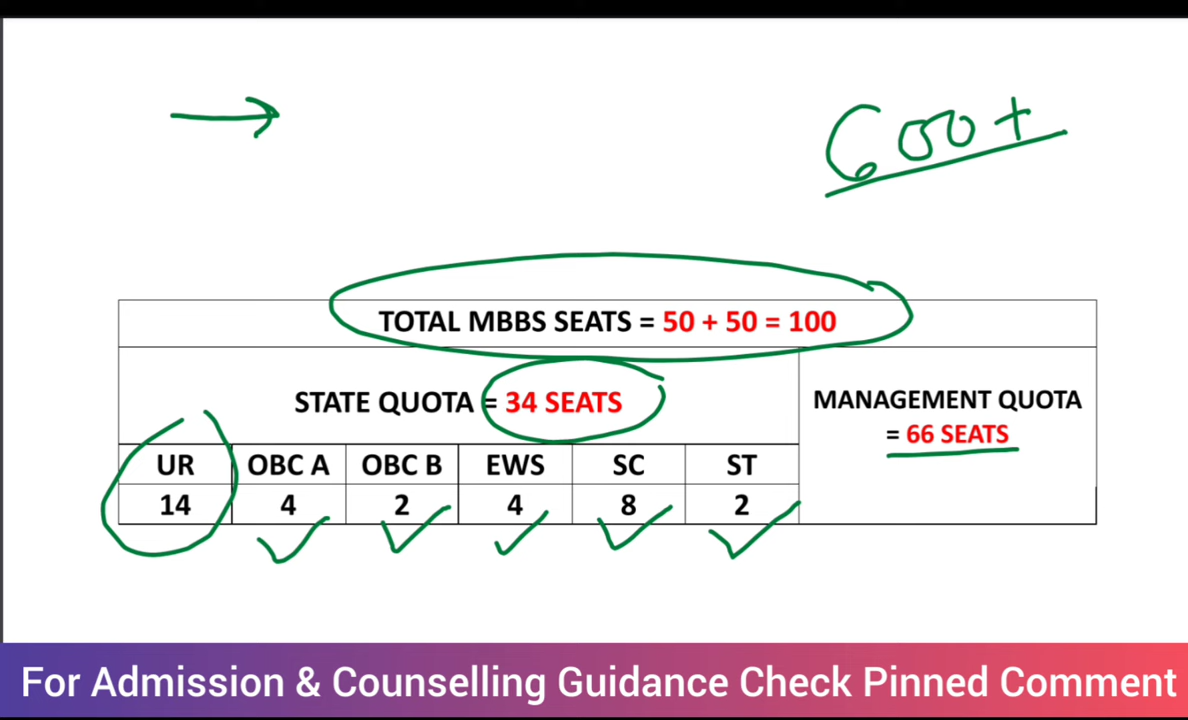 600+
TOTAL MBBS SEATS = 50 + 50 = 100
STATE QUOTA = 34 SEATS
MANAGEMENT QUOTA
= 66 SEATS
UR OBC A OBC B EWS SC ST
14 4 2 4 8 2
For Admission & Counselling Guidance Check Pinned Comment